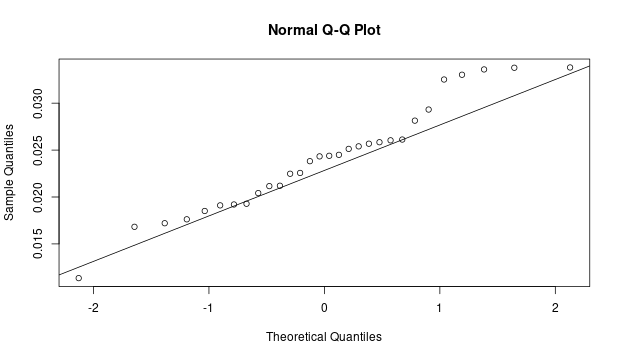 Normal Q-Q Plot
Sample Quantiles
0.030
0.025
0.020
0.015
-2 -1 0 1 2
Theoretical Quantiles